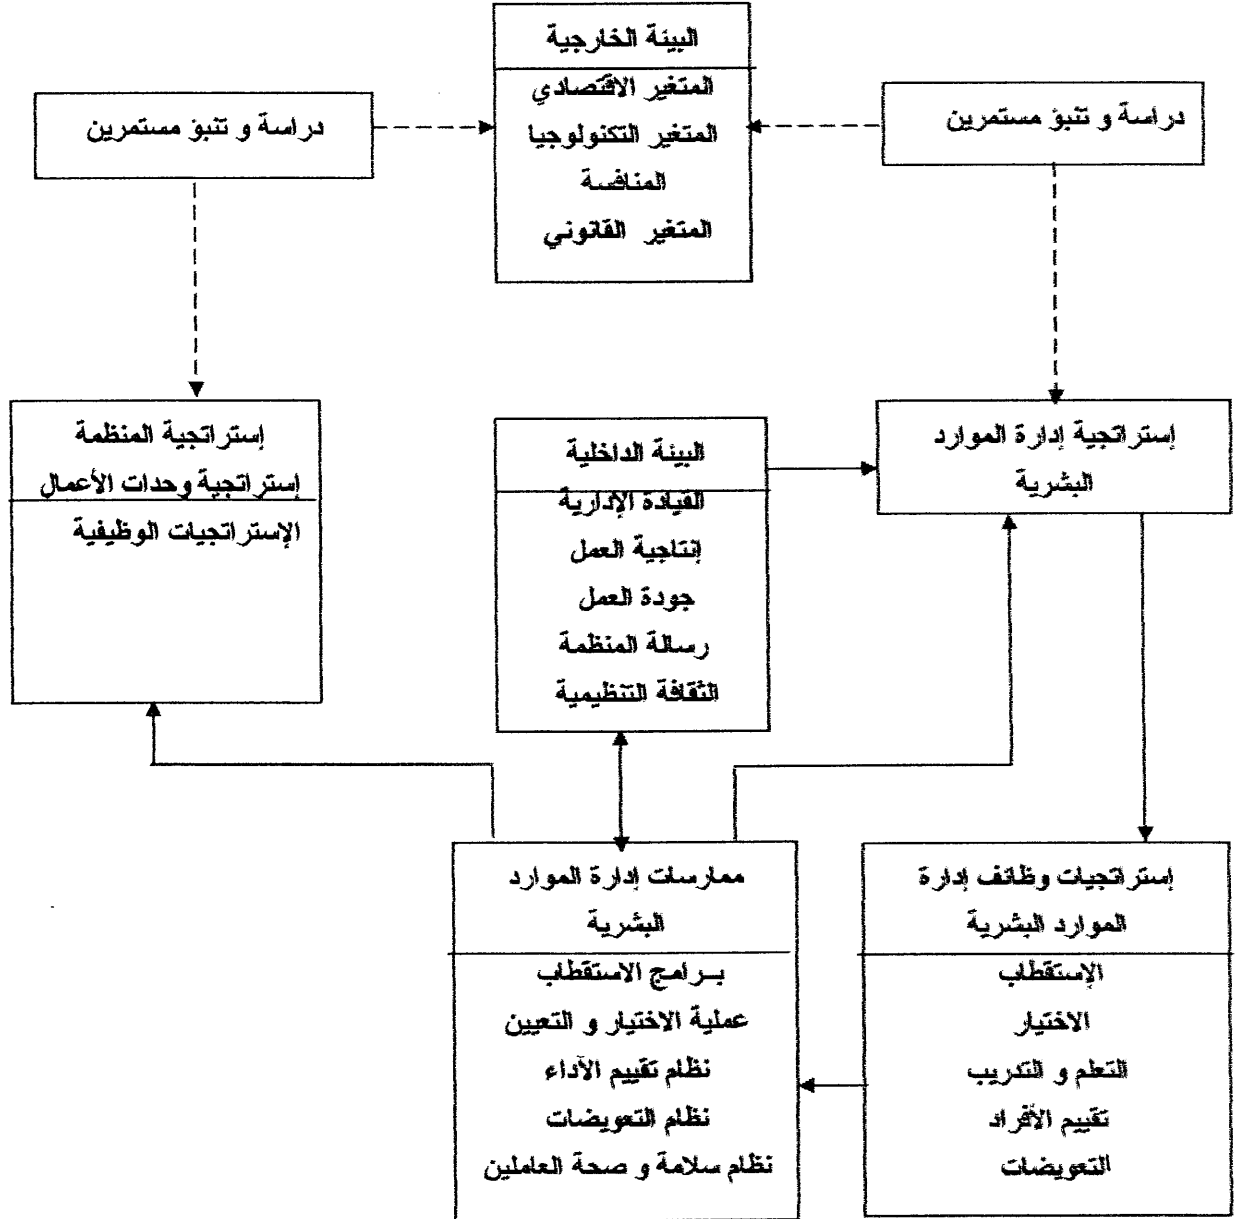 البيئة الخارجية
المتغير الاقتصادي
المتغير التكنولوجيا
المنافسة
المتغير القانوني
دراسة و تنبؤ مستمرين
دراسة و تنبؤ مستمرين
إستراتجية إدارة الموارد
البشرية
البيئة الداخلية
القيادة الإدارية
إنتاجية العمل
جودة العمل
رسالة المنظمة
الثقافة التنظيمية
إستراتجية المنظمة
إستراتجية وحدات الأعمال
الإستراتجيات الوظيفية
إستراتجيات وظائف إدارة
الموارد البشرية
الإستقطاب
الاختيار
التعلم و التدريب
تقييم الأفراد
التعويضات
ممارسات إدارة الموارد
البشرية
برامج الاستقطاب
عملية الاختيار و التعيين
نظام تقييم الآداء
نظام التعويضات
نظام سلامة و صحة العاملين